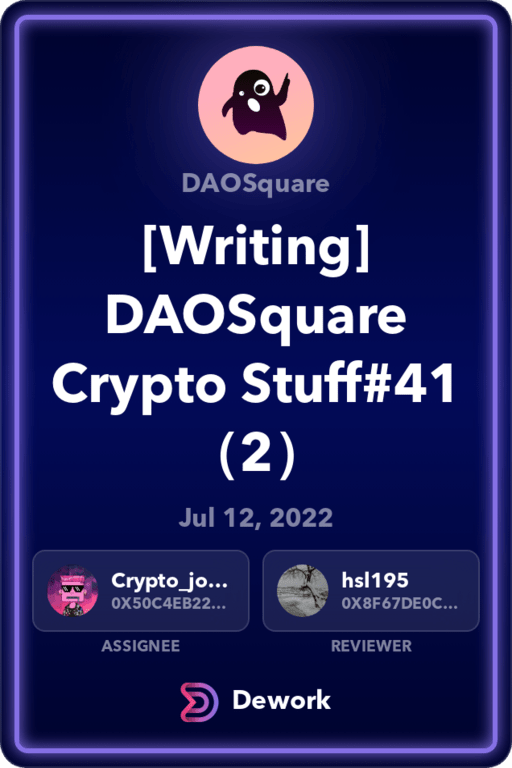 DAOSquare
[Writing]
DAOSquare
Crypto Stuff#41
（2）
Jul 12, 2022
Crypto_jo...
0X50C4EB22...
hsl195
0X8F67DE0C...
ASSIGNEE
REVIEWER
Dework